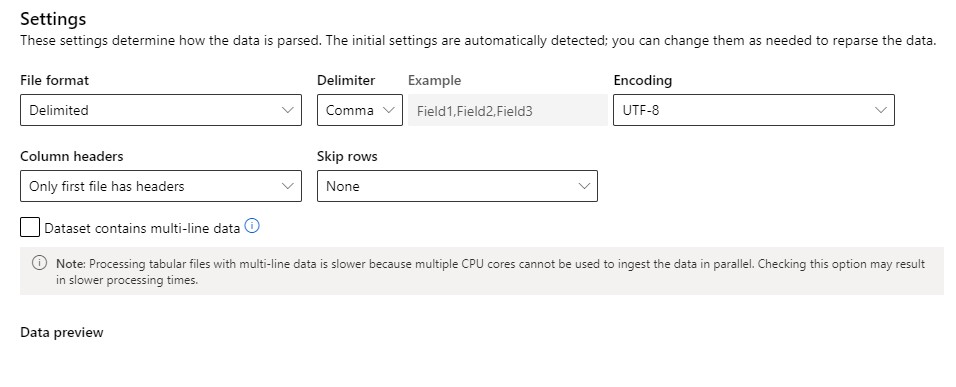 Settings
These settings determine how the data is parsed. The initial settings are automatically detected; you can change them as needed to reparse the data.
File format
Delimiter
Example
Encoding
Delimited
Comma
Field1,Field2,Field3
UTF-8
Column headers
Skip rows
Only first file has headers
None
Dataset contains multi-line data
Note: Processing tabular files with multi-line data is slower because multiple CPU cores cannot be used to ingest the data in parallel. Checking this option may result
in slower processing times.
Data preview